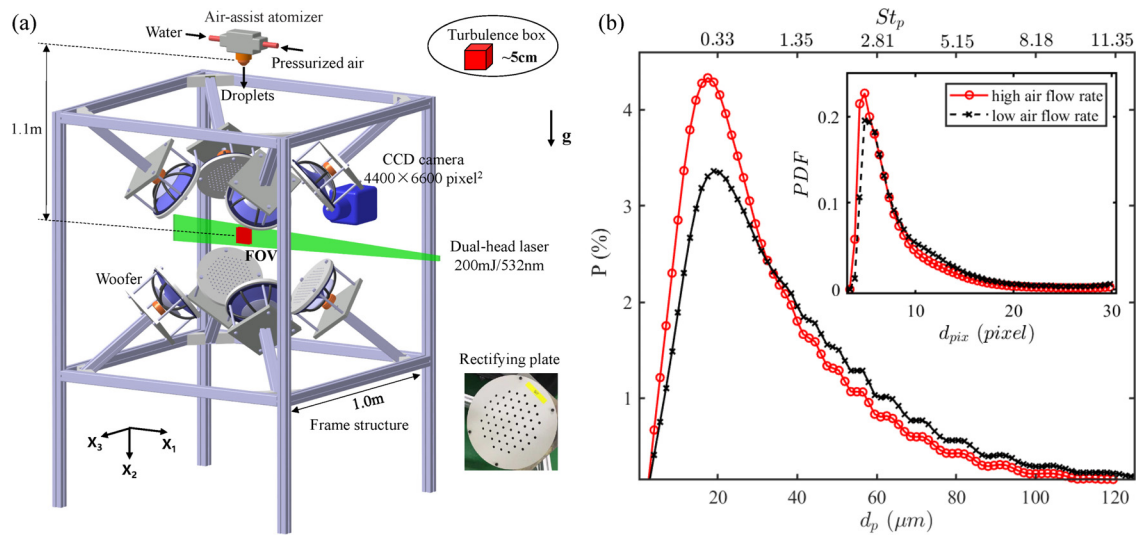 (a)
Air-assist atomizer
Water
Pressurized air
Droplets
Turbulence box
~5cm
1.1m
g
CCD camera
4400×6600 pixel²
FOV
Dual-head laser
200mJ/532nm
Woofer
Rectifying plate
1.0m
Frame structure
X₃
X₂
X₁
(b)
Stₚ
0.33 1.35 2.81 5.15 8.18 11.35
P (%)
4
3
2
1
20 40 60 80 100 120
dₚ (μm)
high air flow rate
low air flow rate
PDF
0.2
0.1
0
10 20 30
d_pix (pixel)